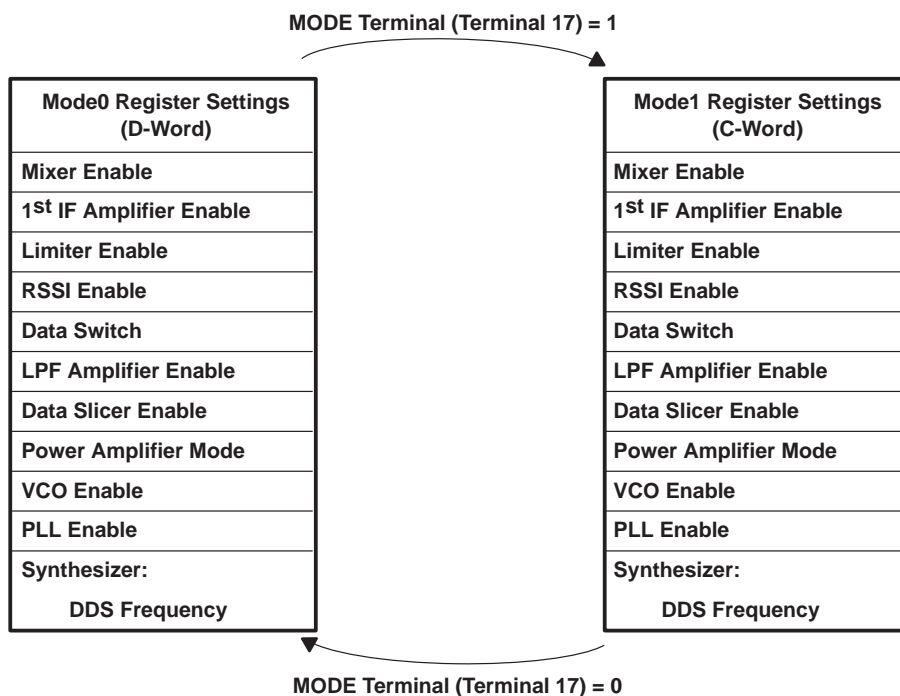 MODE Terminal (Terminal 17) = 1
Mode0 Register Settings
(D-Word)
Mixer Enable
1st IF Amplifier Enable
Limiter Enable
RSSI Enable
Data Switch
LPF Amplifier Enable
Data Slicer Enable
Power Amplifier Mode
VCO Enable
PLL Enable
Synthesizer:
DDS Frequency
Mode1 Register Settings
(C-Word)
Mixer Enable
1st IF Amplifier Enable
Limiter Enable
RSSI Enable
Data Switch
LPF Amplifier Enable
Data Slicer Enable
Power Amplifier Mode
VCO Enable
PLL Enable
Synthesizer:
DDS Frequency
MODE Terminal (Terminal 17) = 0